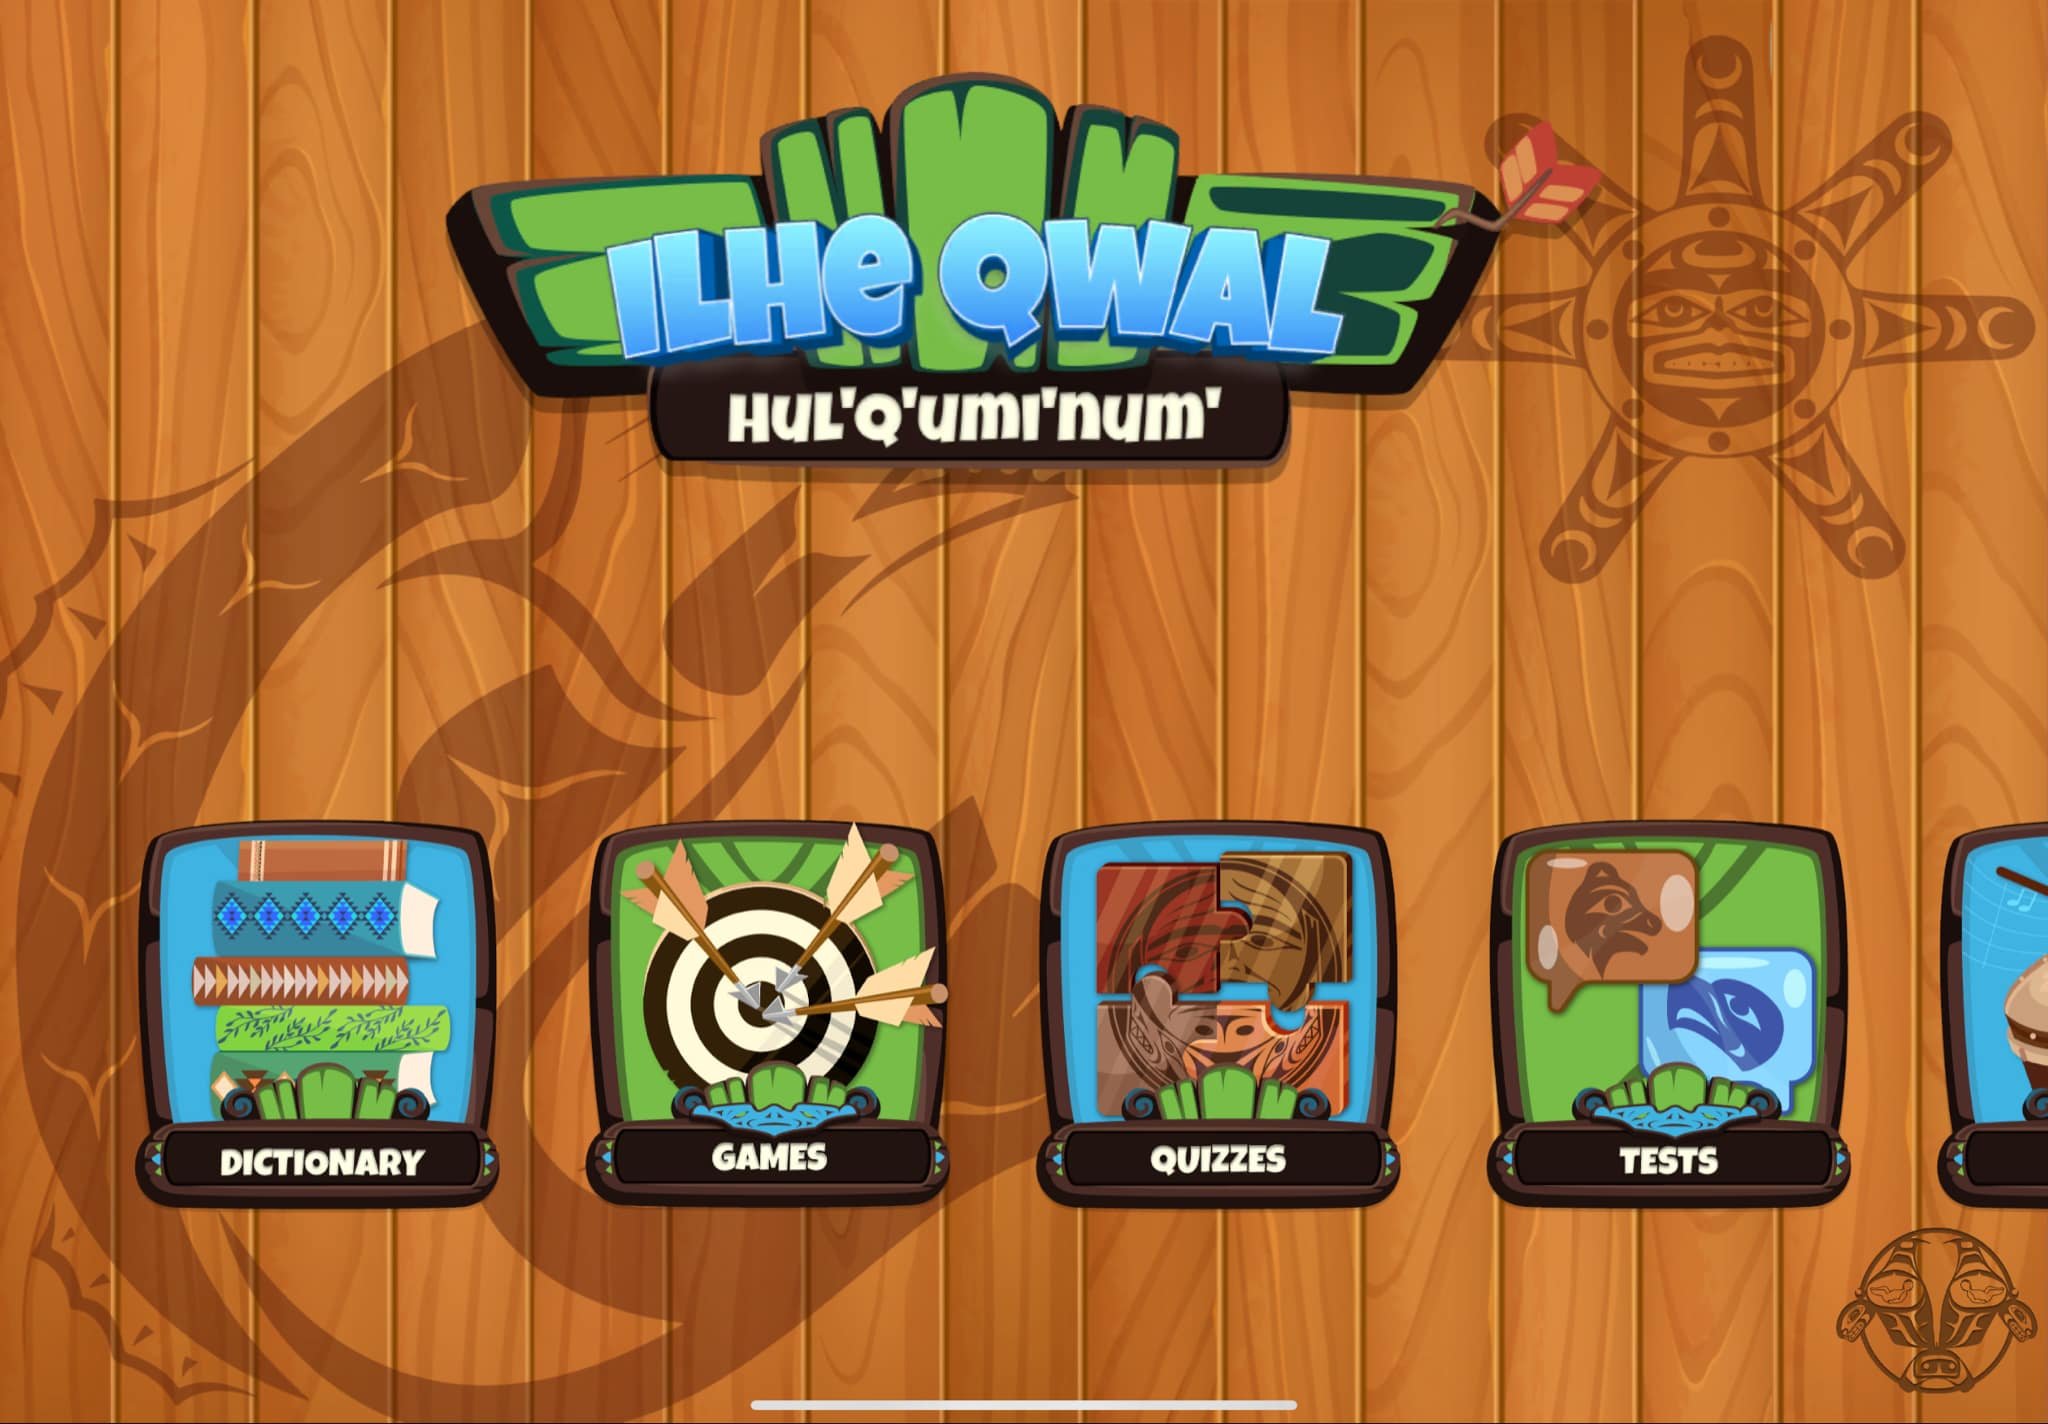 ILHe QWAL
HUL'Q'UMI'NUM'
DICTIONARY
GAMES
QUIZZES
TESTS